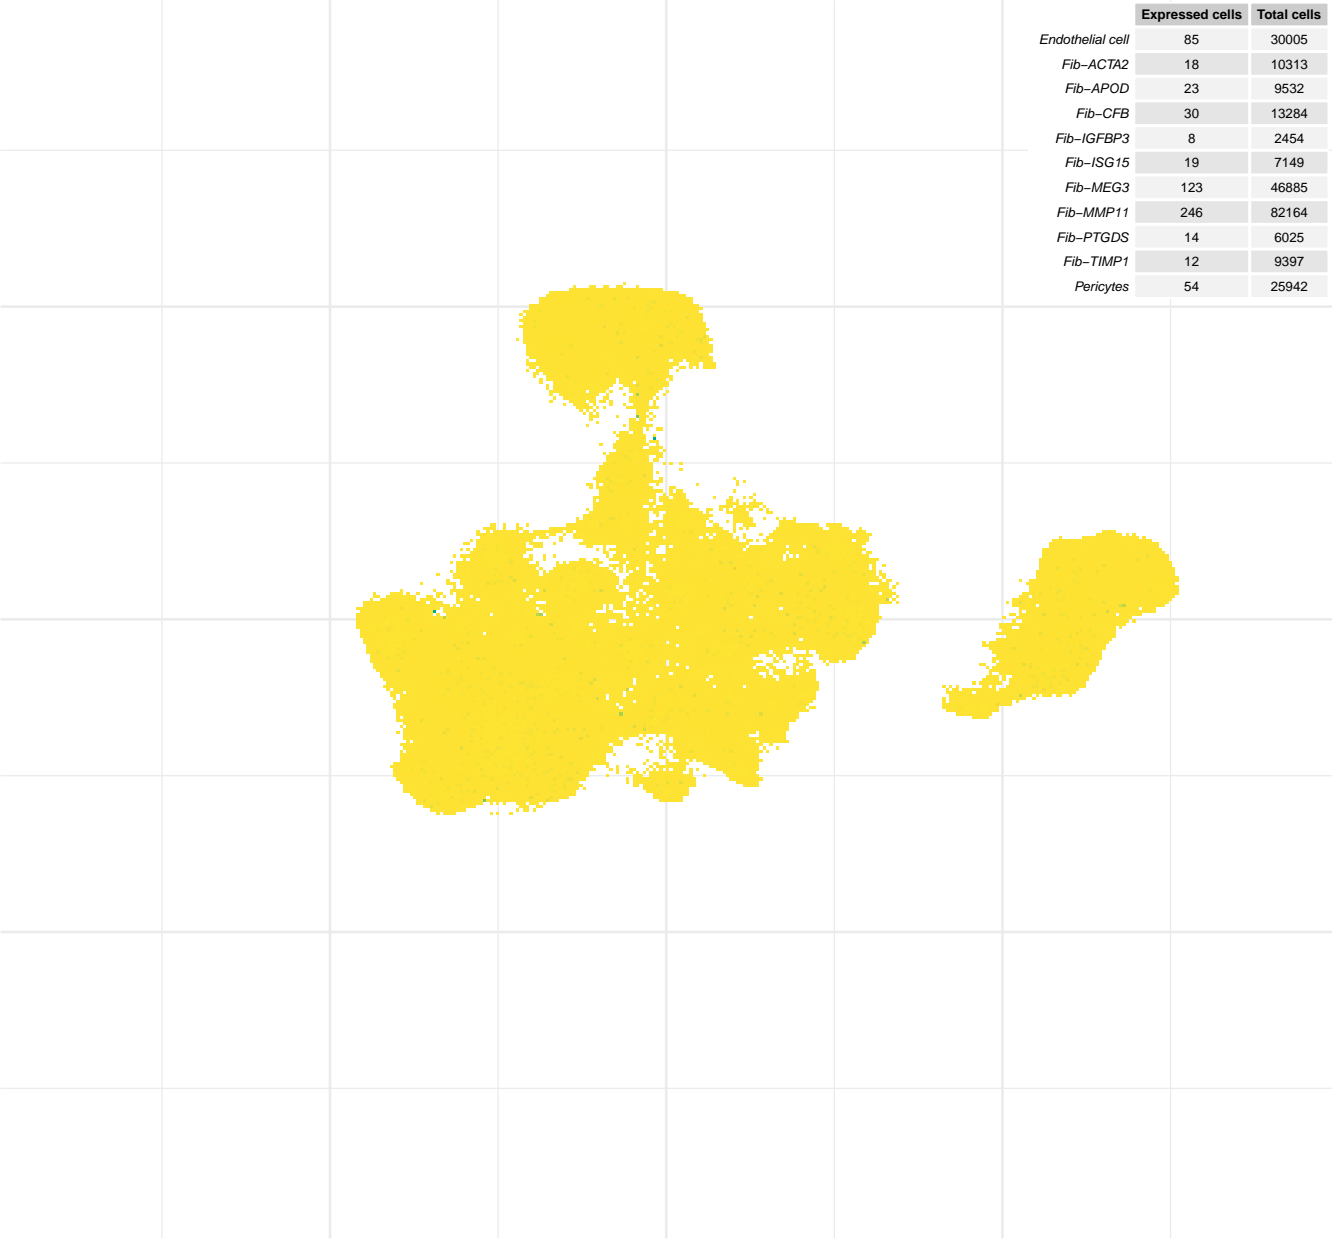 Expressed cells Total cells
Endothelial cell 85 30005
Fib−ACTA2 18 10313
Fib−APOD 23 9532
Fib−CFB 30 13284
Fib−IGFBP3 8 2454
Fib−ISG15 19 7149
Fib−MEG3 123 46885
Fib−MMP11 246 82164
Fib−PTGDS 14 6025
Fib−TIMP1 12 9397
Pericytes 54 25942